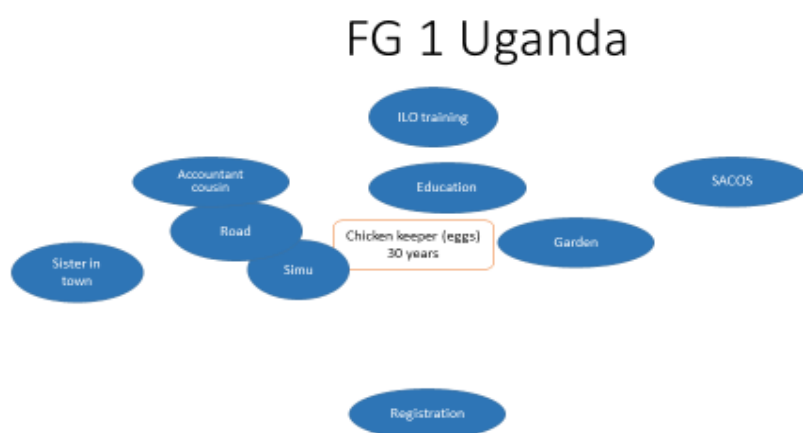 FG 1 Uganda
ILO training
Accountant
cousin
Education
SACOS
Road
Chicken keeper (eggs)
30 years
Garden
Sister in
town
Simu
Registration